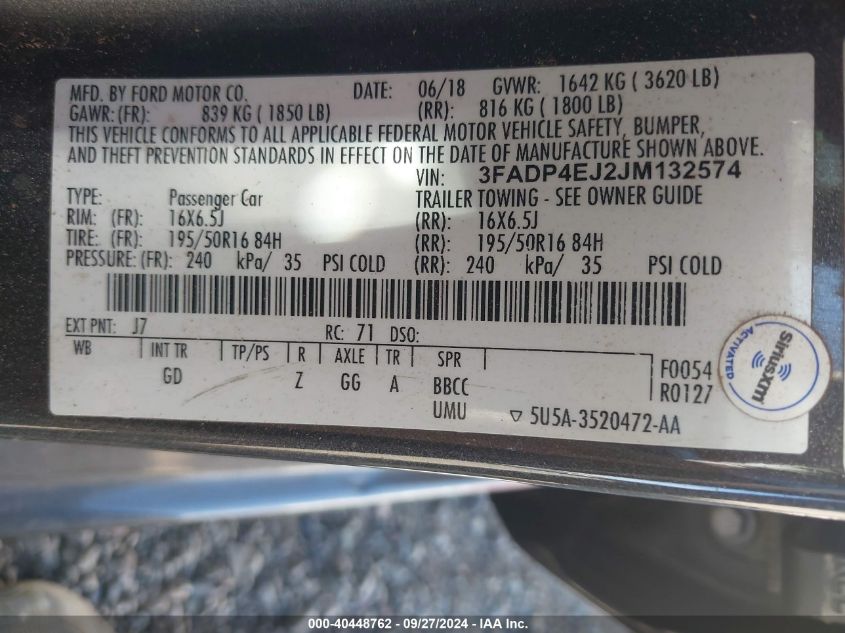 MFD. BY FORD MOTOR CO. DATE: 06/18 GVWR: 1642 KG ( 3620 LB)
GAWR:(FR): 839 KG ( 1850 LB) (RR): 816 KG ( 1800 LB)
THIS VEHICLE CONFORMS TO ALL APPLICABLE FEDERAL MOTOR VEHICLE SAFETY, BUMPER,
AND THEFT PREVENTION STANDARDS IN EFFECT ON THE DATE OF MANUFACTURE SHOWN ABOVE.
VIN: 3FADP4EJ2JM132574
TYPE: Passenger Car TRAILER TOWING - SEE OWNER GUIDE
RIM: (FR): 16X6.5J (RR): 16X6.5J
TIRE: (FR): 195/50R16 84H (RR): 195/50R16 84H
PRESSURE:(FR): 240 kPa/ 35 PSI COLD (RR): 240 kPa/ 35 PSI COLD
EXT PNT: J7 RC: 71 DSO:
WB INT TR TP/PS R AXLE TR SPR F0054
GD Z GG A BBCC R0127
UMU 5U5A-3520472-AA
SiriusXm
ACTIVATED
000-40448762 - 09/27/2024 - IAAI.com - Copyright IAA, Inc.